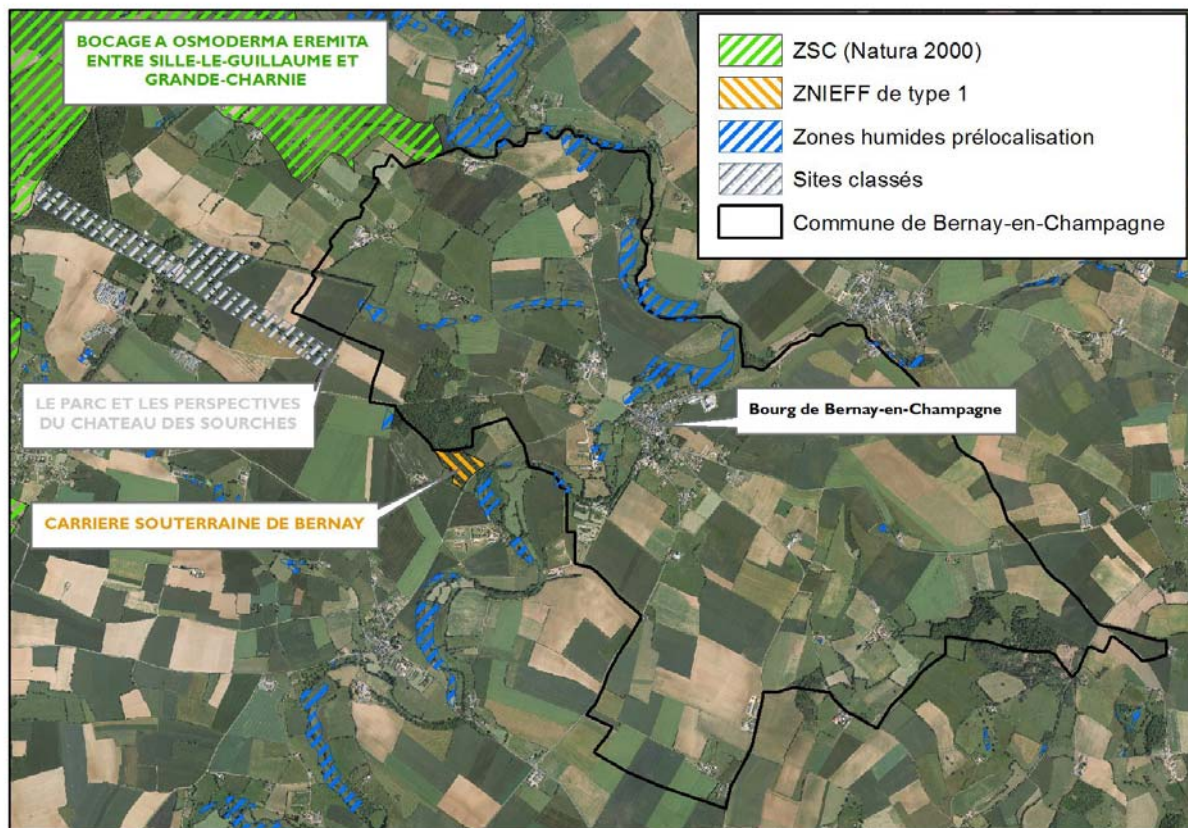 BOCAGE A OSMODERMA EREMITA
ENTRE SILLE-LE-GUILLAUME ET
GRANDE-CHARNIE
ZSC (Natura 2000)
ZNIEFF de type 1
Zones humides prélocalisation
Sites classés
Commune de Bernay-en-Champagne
LE PARC ET LES PERSPECTIVES
DU CHATEAU DES SOURCHES
Bourg de Bernay-en-Champagne
CARRIERE SOUTERRAINE DE BERNAY